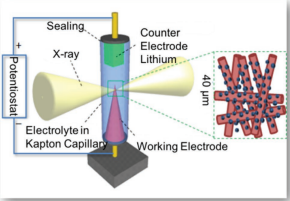 Sealing
Counter
Electrode
Lithium
X-ray
+
Potentiostat
-
40 μm
Electrolyte in
Kapton Capillary
Working Electrode